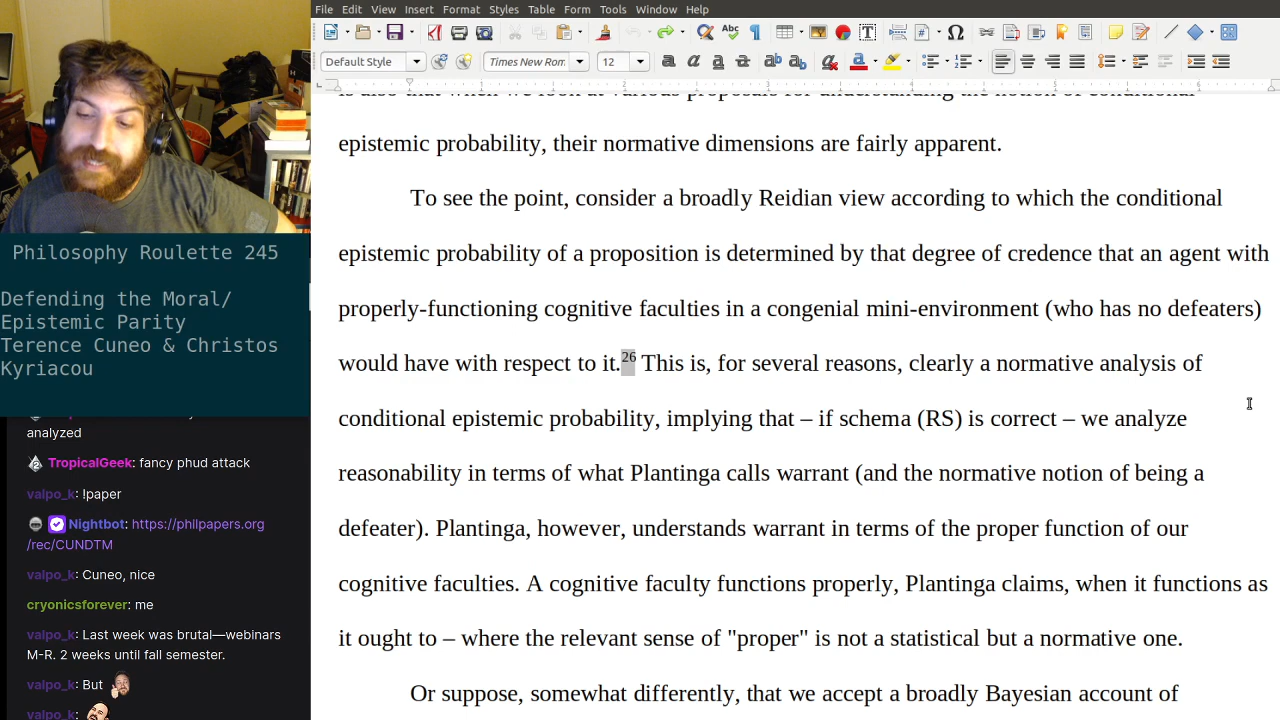 File Edit View Insert Format Styles Table Form Tools Window Help
Default Style
Times New Ron
12
epistemic probability, their normative dimensions are fairly apparent.
To see the point, consider a broadly Reidian view according to which the conditional
epistemic probability of a proposition is determined by that degree of credence that an agent with
properly-functioning cognitive faculties in a congenial mini-environment (who has no defeaters)
would have with respect to it.26 This is, for several reasons, clearly a normative analysis of
conditional epistemic probability, implying that – if schema (RS) is correct – we analyze
reasonability in terms of what Plantinga calls warrant (and the normative notion of being a
defeater). Plantinga, however, understands warrant in terms of the proper function of our
cognitive faculties. A cognitive faculty functions properly, Plantinga claims, when it functions as
it ought to – where the relevant sense of "proper" is not a statistical but a normative one.
Or suppose, somewhat differently, that we accept a broadly Bayesian account of
Philosophy Roulette 245
Defending the Moral/
Epistemic Parity
Terence Cuneo & Christos
Kyriacou
analyzed
TropicalGeek: fancy phud attack
valpo_k: !paper
Nightbot: https://philpapers.org
/rec/CUNDTM
valpo_k: Cuneo, nice
cryonicsforever: me
valpo_k: Last week was brutal—webinars
M-R. 2 weeks until fall semester.
valpo_k: But
valpo_k: